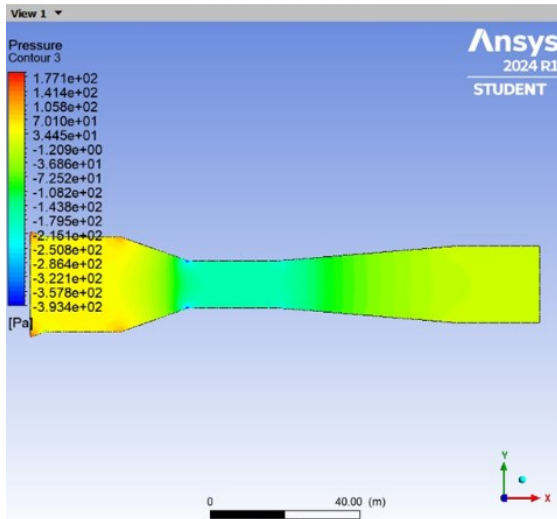 View 1
Ansys
2024 R1
STUDENT
Pressure
Contour 3
1.771e+02
1.414e+02
1.058e+02
7.010e+01
3.445e+01
-1.209e+00
-3.686e+01
-7.252e+01
-1.082e+02
-1.438e+02
-1.795e+02
-2.151e+02
-2.508e+02
-2.864e+02
-3.221e+02
-3.578e+02
-3.934e+02
[Pa]
Y
X
0 40.00 (m)